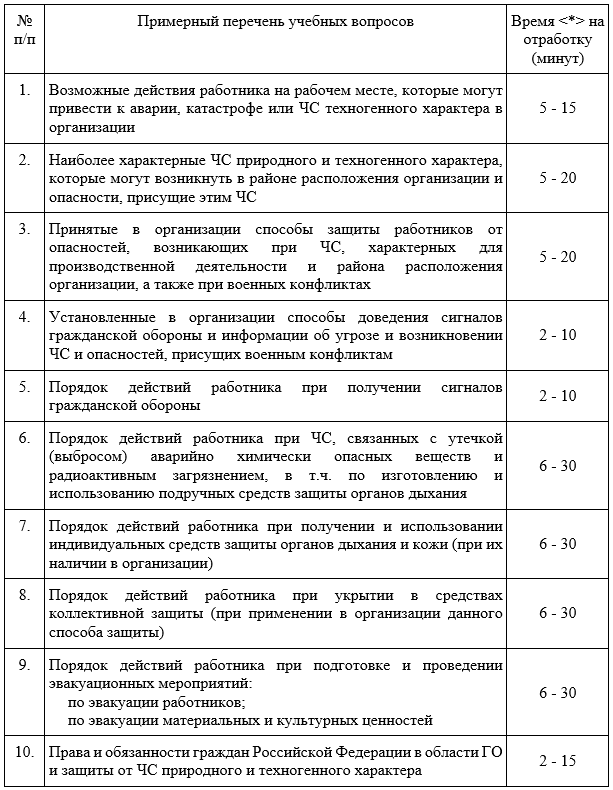 №
п/п
Примерный перечень учебных вопросов
Время <*> на
отработку
(минут)
1.
Возможные действия работника на рабочем месте, которые могут
привести к аварии, катастрофе или ЧС техногенного характера в
организации
5 - 15
2.
Наиболее характерные ЧС природного и техногенного характера,
которые могут возникнуть в районе расположения организации и
опасности, присущие этим ЧС
5 - 20
3.
Принятые в организации способы защиты работников от
опасностей, возникающих при ЧС, характерных для
производственной деятельности и района расположения
организации, а также при военных конфликтах
5 - 20
4.
Установленные в организации способы доведения сигналов
гражданской обороны и информации об угрозе и возникновении
ЧС и опасностей, присущих военным конфликтам
2 - 10
5.
Порядок действий работника при получении сигналов
гражданской обороны
2 - 10
6.
Порядок действий работника при ЧС, связанных с утечкой
(выбросом) аварийно химически опасных веществ и
радиоактивным загрязнением, в т.ч. по изготовлению и
использованию подручных средств защиты органов дыхания
6 - 30
7.
Порядок действий работника при получении и использовании
индивидуальных средств защиты органов дыхания и кожи (при их
наличии в организации)
6 - 30
8.
Порядок действий работника при укрытии в средствах
коллективной защиты (при применении в организации данного
способа защиты)
6 - 30
9.
Порядок действий работника при подготовке и проведении
эвакуационных мероприятий:
по эвакуации работников;
по эвакуации материальных и культурных ценностей
6 - 30
10.
Права и обязанности граждан Российской Федерации в области ГО
и защиты от ЧС природного и техногенного характера
2 - 15